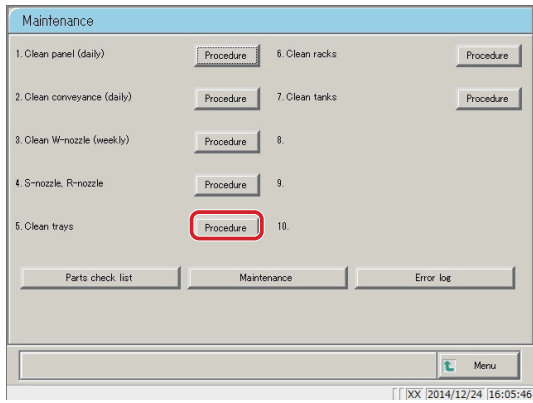 Maintenance
1. Clean panel (daily) Procedure 6. Clean racks Procedure
2. Clean conveyance (daily) Procedure 7. Clean tanks Procedure
3. Clean W-nozzle (weekly) Procedure 8.
4. S-nozzle, R-nozzle Procedure 9.
5. Clean trays Procedure 10.
Parts check list Maintenance Error log
Menu
XX 2014/12/24 16:05:46